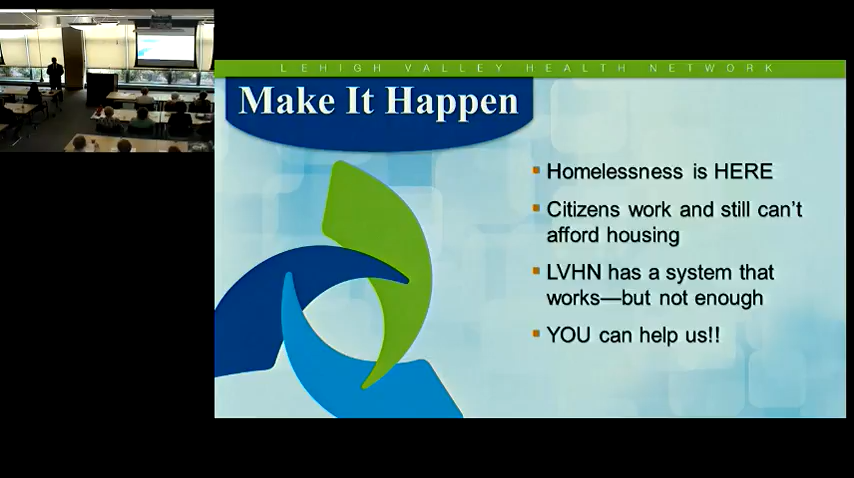 LEHIGH VALLEY HEALTH NETWORK
Make It Happen
Homelessness is HERE
Citizens work and still can't
afford housing
LVHN has a system that
works—but not enough
YOU can help us!!